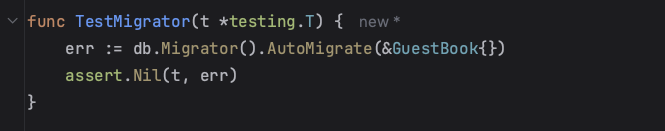 func TestMigrator(t *testing.T) { new *
    err := db.Migrator().AutoMigrate(&GuestBook{})
    assert.Nil(t, err)
}